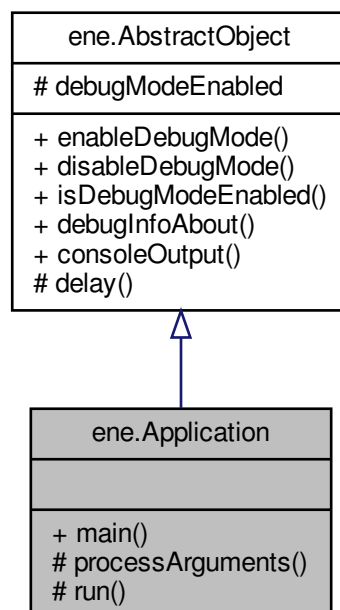 ene.AbstractObject
# debugModeEnabled
+ enableDebugMode()
+ disableDebugMode()
+ isDebugModeEnabled()
+ debugInfoAbout()
+ consoleOutput()
# delay()
ene.Application
+ main()
# processArguments()
# run()